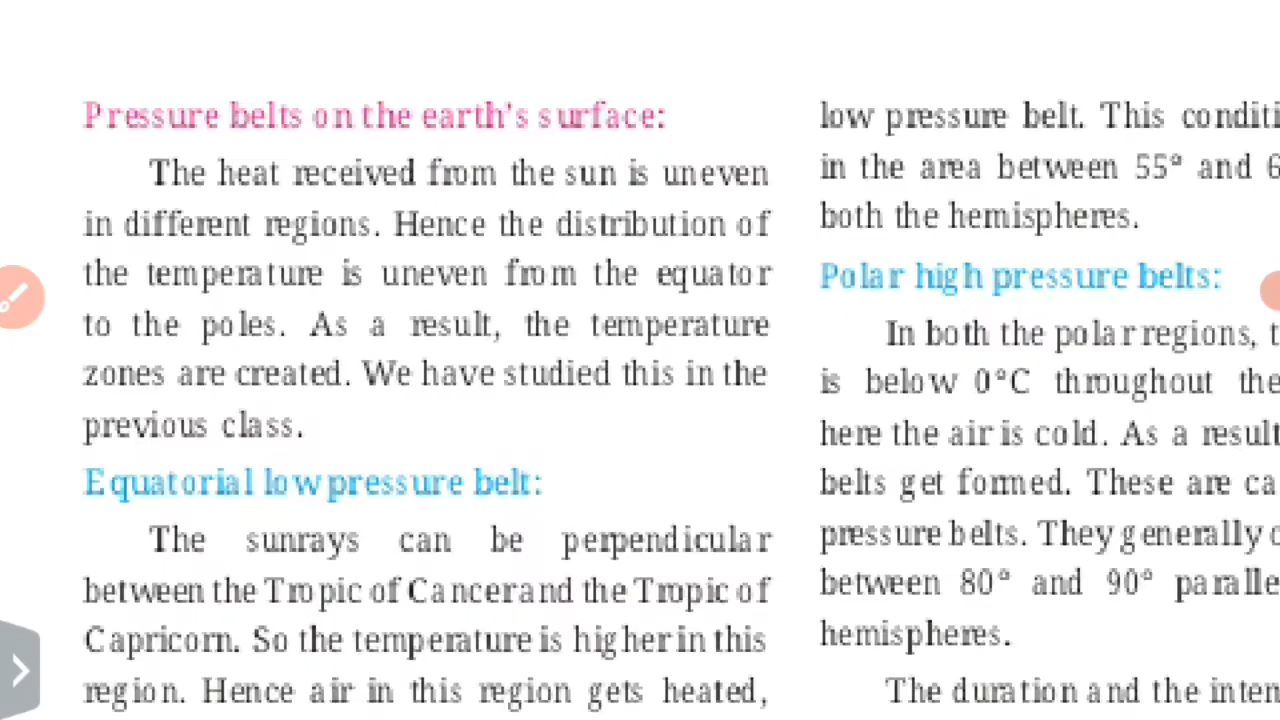 Pressure belts on the earth's surface:
The heat received from the sun is uneven
in different regions. Hence the distribution of
the temperature is uneven from the equator
to the poles. As a result, the temperature
zones are created. We have studied this in the
previous class.
Equatorial low pressure belt:
The sunrays can be perpendicular
between the Tropic of Cancer and the Tropic of
Capricorn. So the temperature is higher in this
region. Hence air in this region gets heated,
low pressure belt. This
in the area between 55° and
both the hemispheres.
Polar high pressure belts:
In both the polar regions,
is below 0°C throughout the
here the air is cold. As a result
belts get formed. These are
pressure belts. They generally
between 80° and 90°
hemispheres.
The duration and the